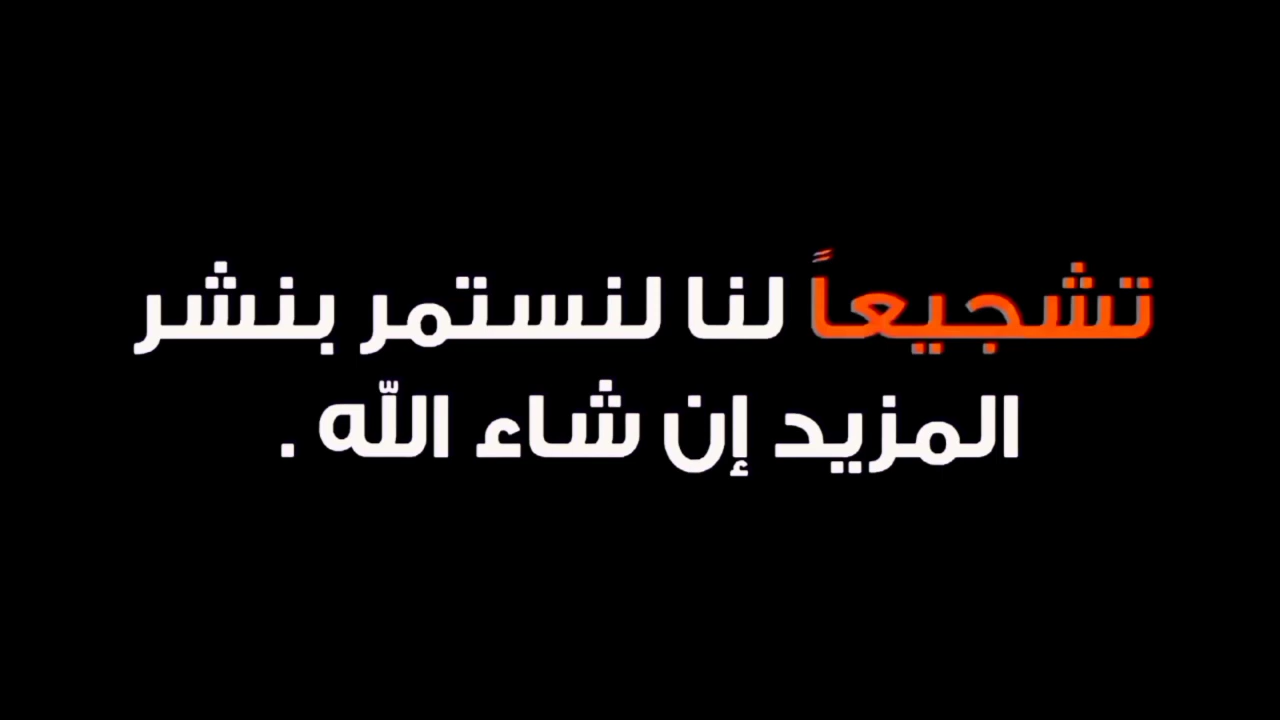 تشجيعاً لنا لنستمر بنشر
المزيد إن شاء اللّه .